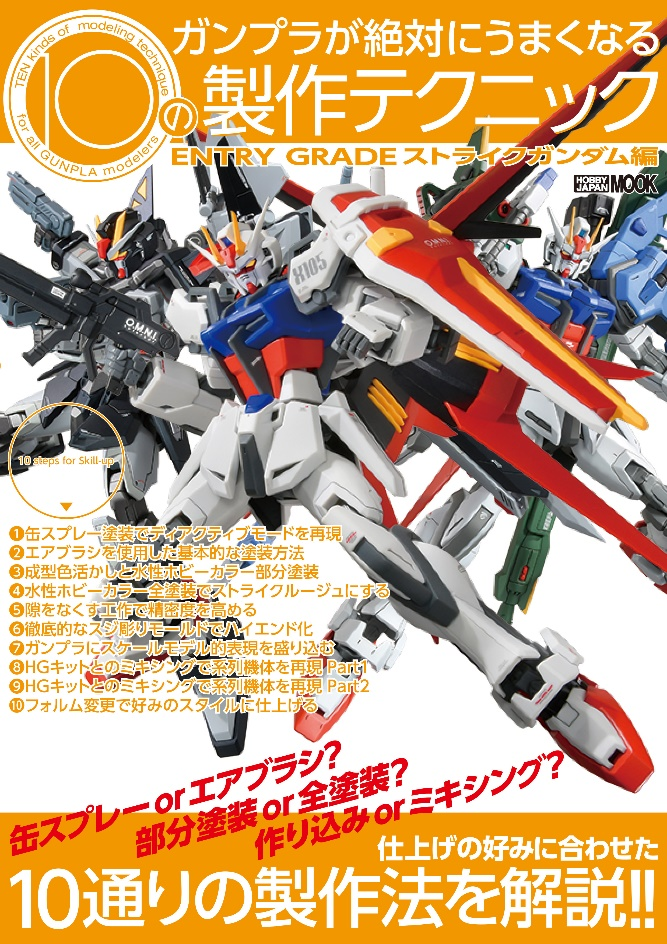 TEN kinds of modeling technique
for all GUNPLA modelers
10の
ガンプラが絶対にうまくなる
製作テクニック
ENTRY GRADE ストライクガンダム編
HOBBY JAPAN MOOK
X105
O.M.N.I.
O.M.N.I.
10 steps for Skill-up
❶缶スプレー塗装でディアクティブモードを再現
❷エアブラシを使用した基本的な塗装方法
❸成型色活かしと水性ホビーカラー部分塗装
❹水性ホビーカラー全塗装でストライクルージュにする
❺隙をなくす工作で精密度を高める
❻徹底的なスジ彫りモールドでハイエンド化
❼ガンプラにスケールモデル的表現を盛り込む
❽HGキットとのミキシングで系列機体を再現 Part1
❾HGキットとのミキシングで系列機体を再現 Part2
❿フォルム変更で好みのスタイルに仕上げる
缶スプレー or エアブラシ?
部分塗装 or 全塗装?
作り込み or ミキシング?
仕上げの好みに合わせた
10通りの製作法を解説!!